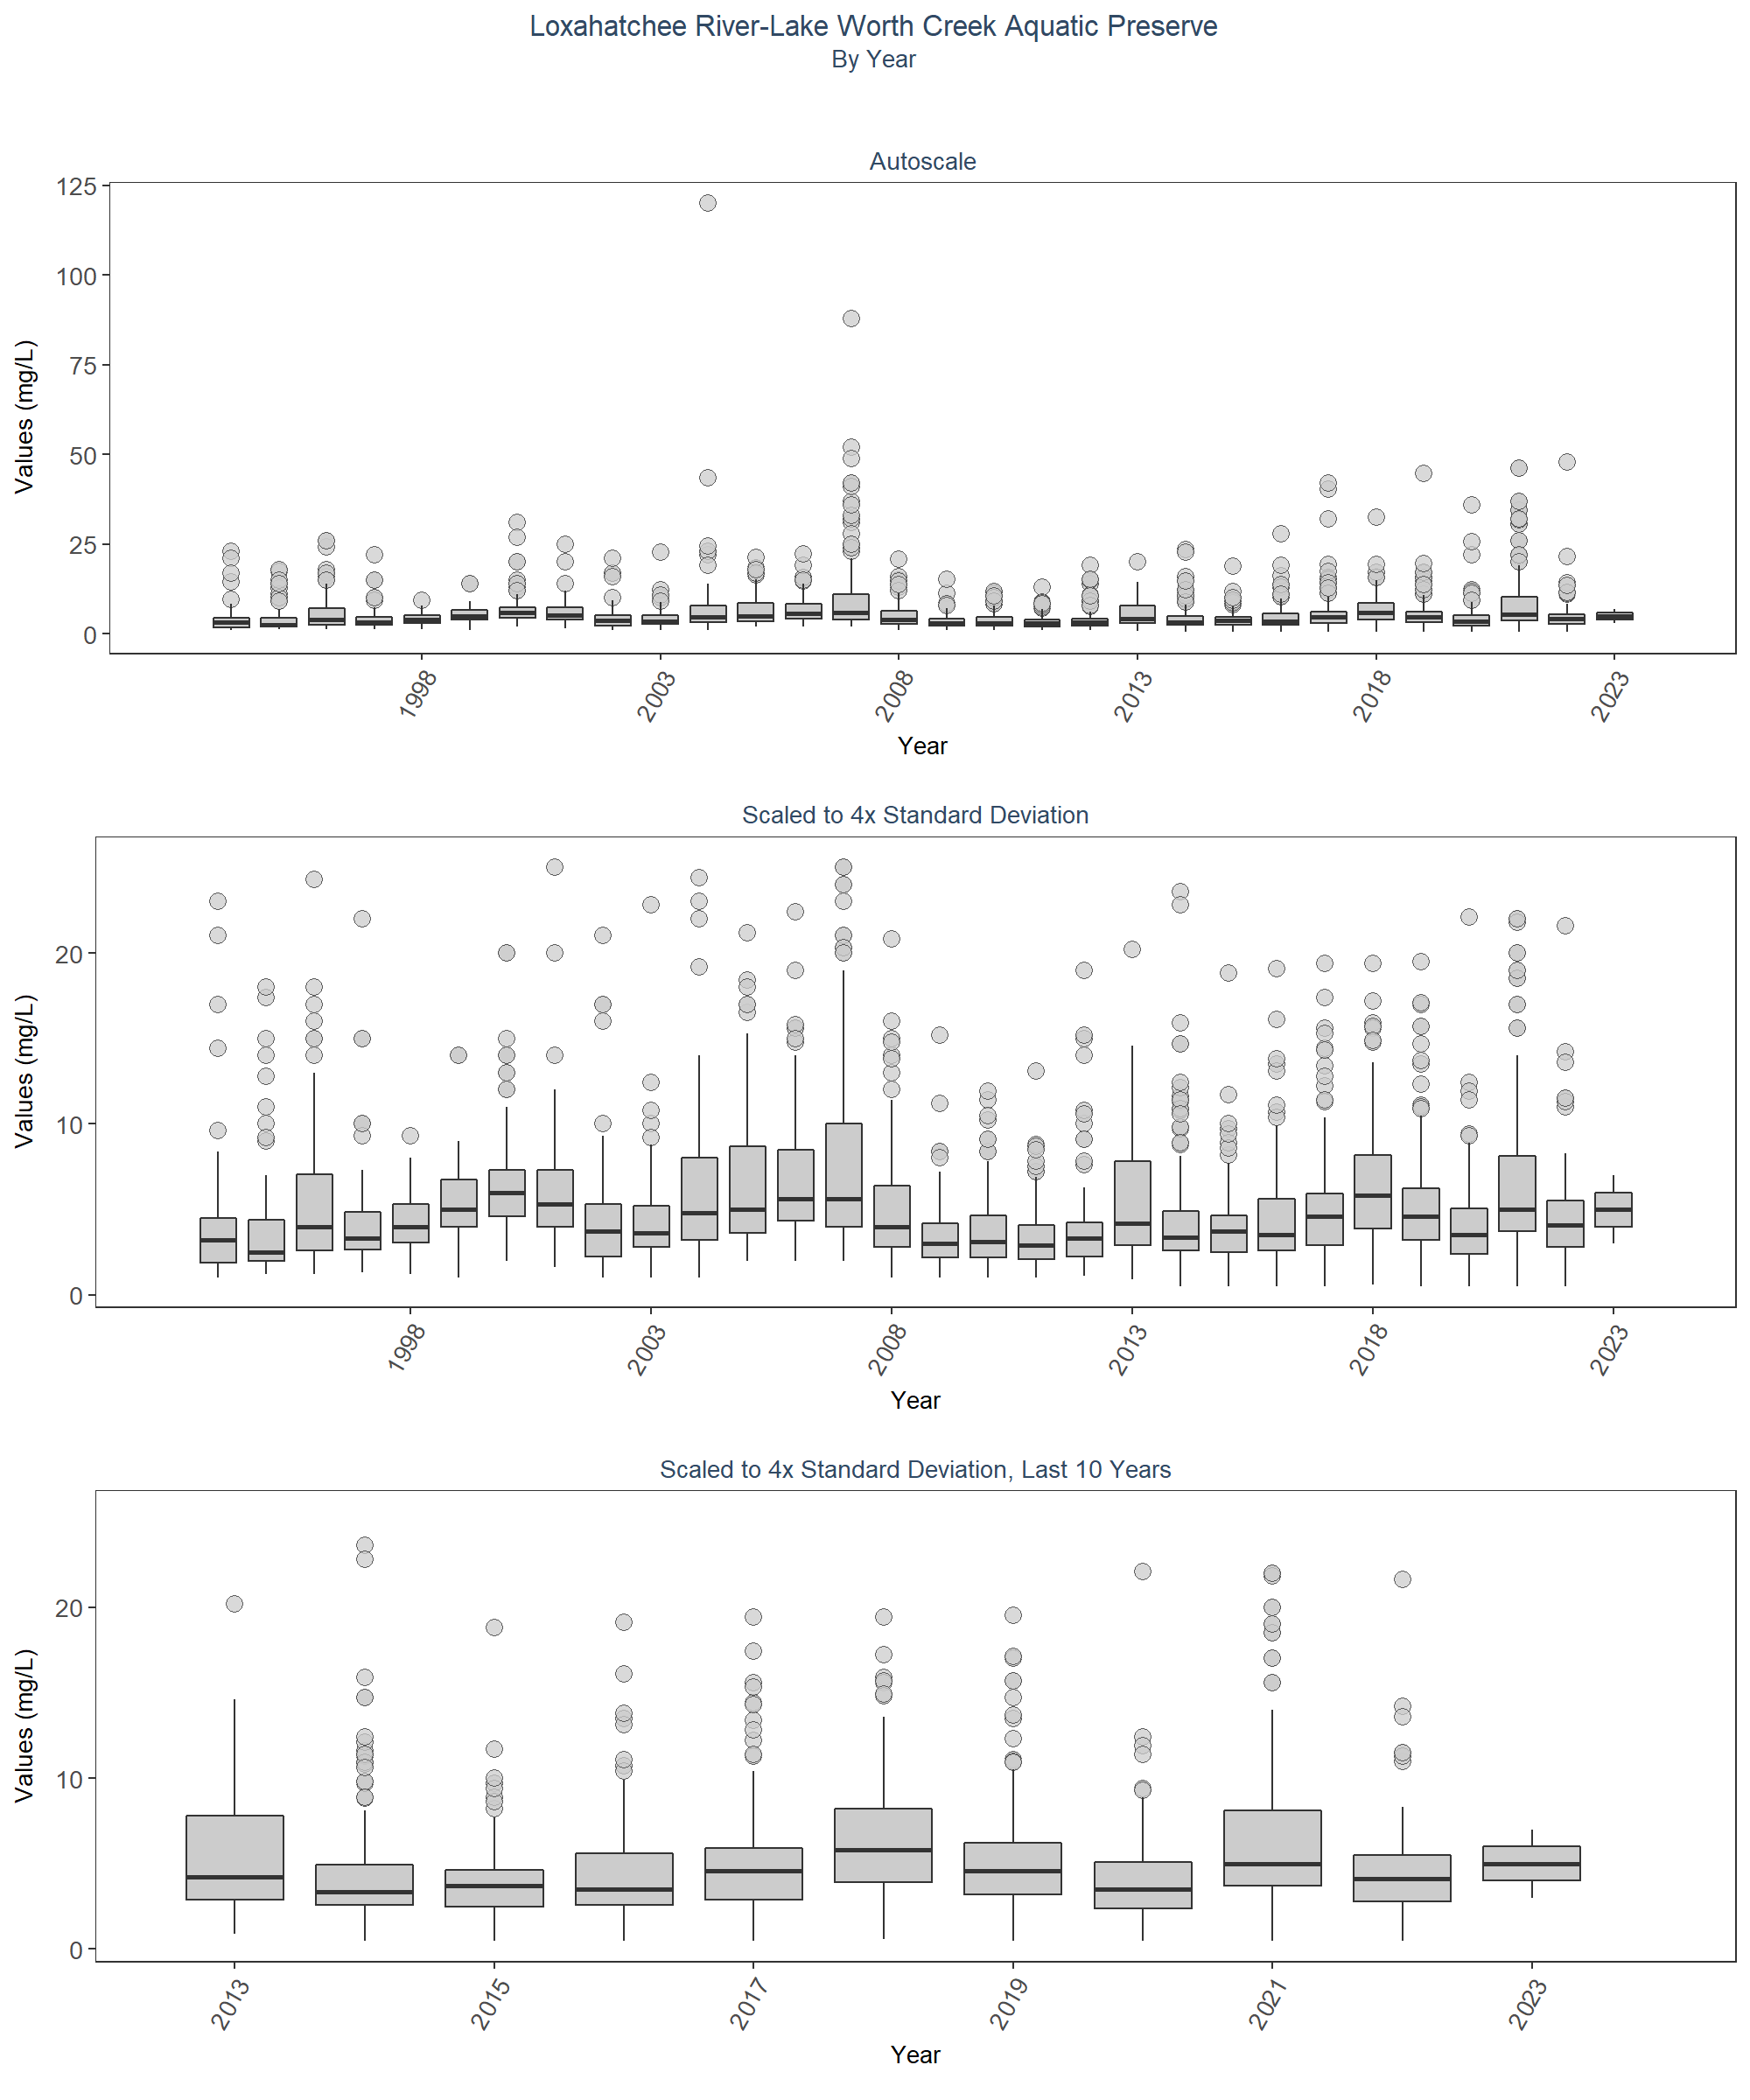 Loxahatchee River-Lake Worth Creek Aquatic Preserve
By Year
Autoscale
Values (mg/L)
125
100
75
50
25
0
1998
2003
2008
2013
2018
2023
Year
Scaled to 4x Standard Deviation
Values (mg/L)
20
10
0
1998
2003
2008
2013
2018
2023
Year
Scaled to 4x Standard Deviation, Last 10 Years
Values (mg/L)
20
10
0
2013
2015
2017
2019
2021
2023
Year